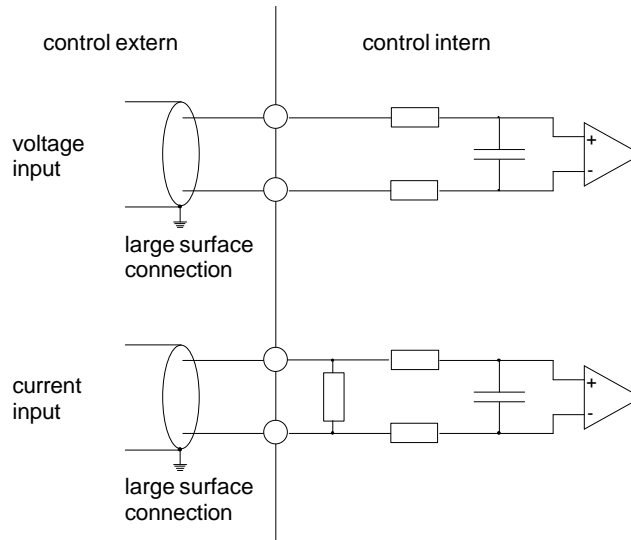 control extern
control intern
voltage
input
+
-
large surface
connection
current
input
+
-
large surface
connection